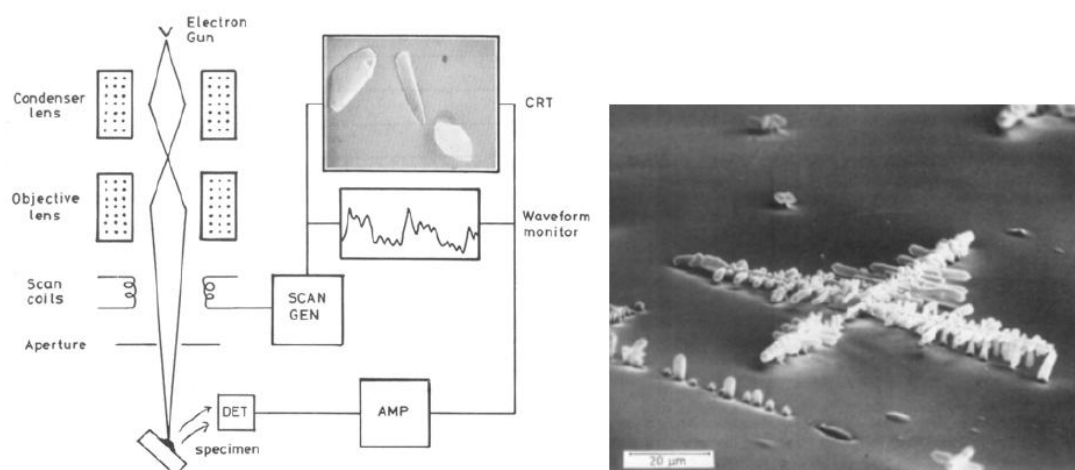 Electron
Gun
Condenser
lens
CRT
Objective
lens
Waveform
monitor
Scan
coils
SCAN
GEN
Aperture
DET
AMP
specimen
20 µm